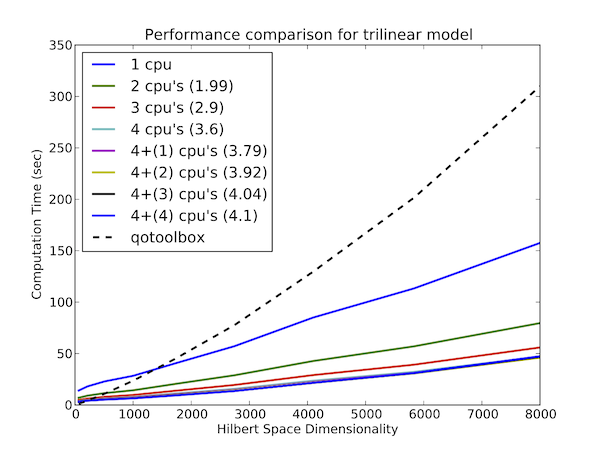 Performance comparison for trilinear model
350
300
250
200
150
100
50
0
Computation Time (sec)
1 cpu
2 cpu's (1.99)
3 cpu's (2.9)
4 cpu's (3.6)
4+(1) cpu's (3.79)
4+(2) cpu's (3.92)
4+(3) cpu's (4.04)
4+(4) cpu's (4.1)
qotoolbox
0 1000 2000 3000 4000 5000 6000 7000 8000
Hilbert Space Dimensionality